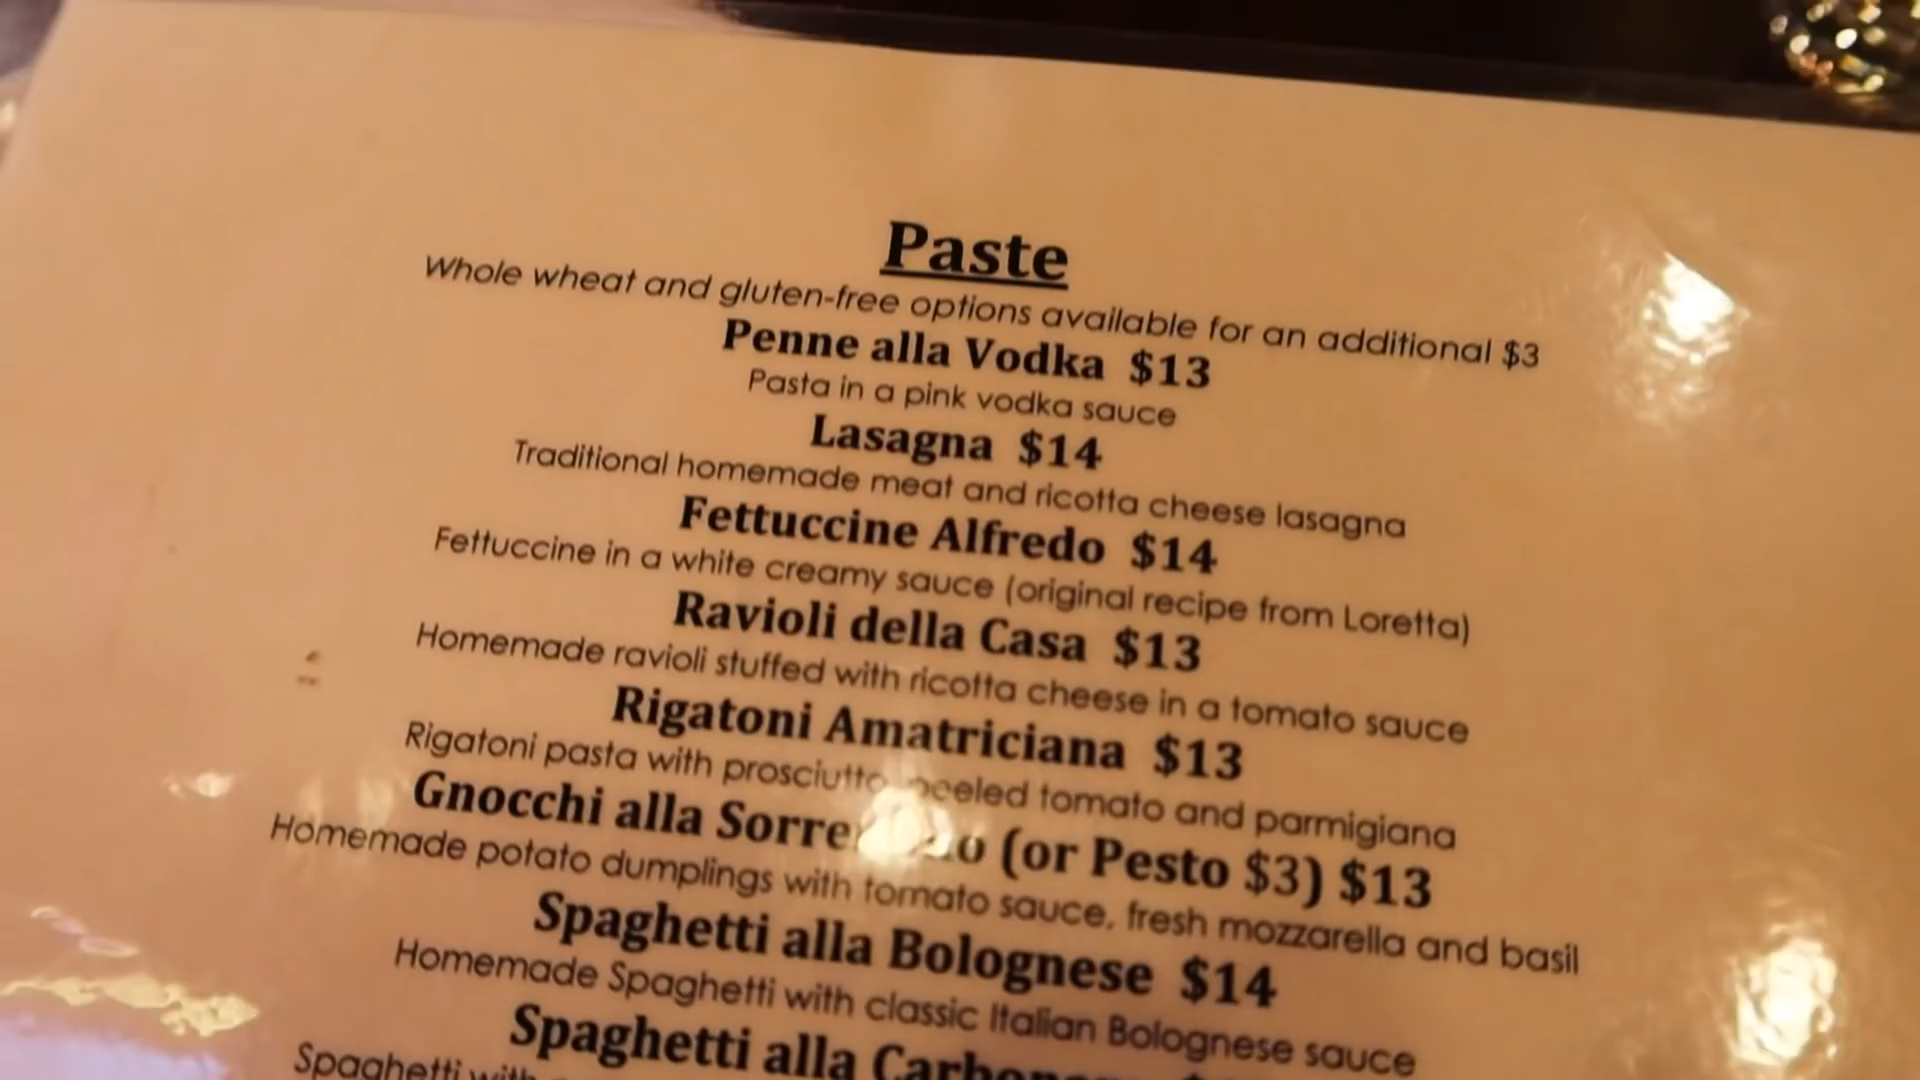 Paste
Whole wheat and gluten-free options available for an additional $3
Penne alla Vodka $13
Pasta in a pink vodka sauce
Lasagna $14
Traditional homemade meat and ricotta cheese lasagna
Fettuccine Alfredo $14
Fettuccine in a white creamy sauce (original recipe from Loretta)
Ravioli della Casa $13
Homemade ravioli stuffed with ricotta cheese in a tomato sauce
Rigatoni Amatriciana $13
Rigatoni pasta with prosciutto, peeled tomato and parmigiana
Gnocchi alla (or Pesto $3) $13
Homemade potato dumplings with tomato sauce, fresh mozzarella and basil
Spaghetti alla Bolognese $14
Homemade Spaghetti with classic Italian Bolognese sauce
Spaghetti alla
Spaghetti with